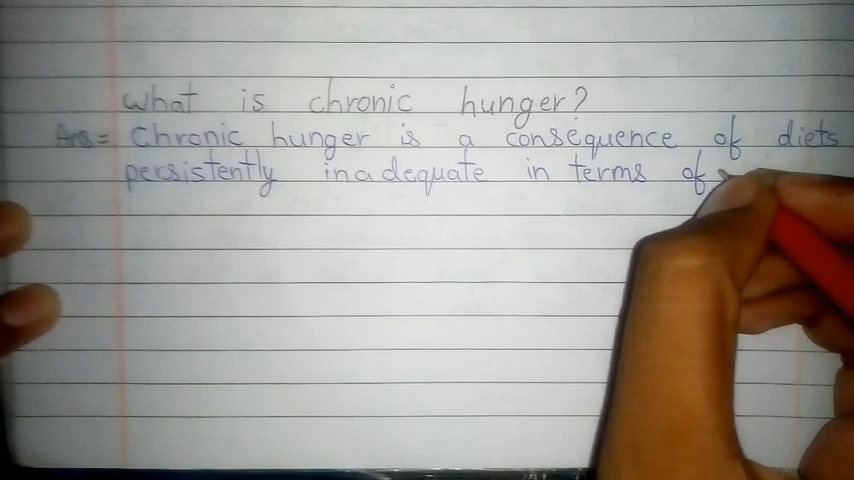 What is chronic hunger?
Ans = Chronic hunger is a consequence of diets
persistently inadequate in terms of